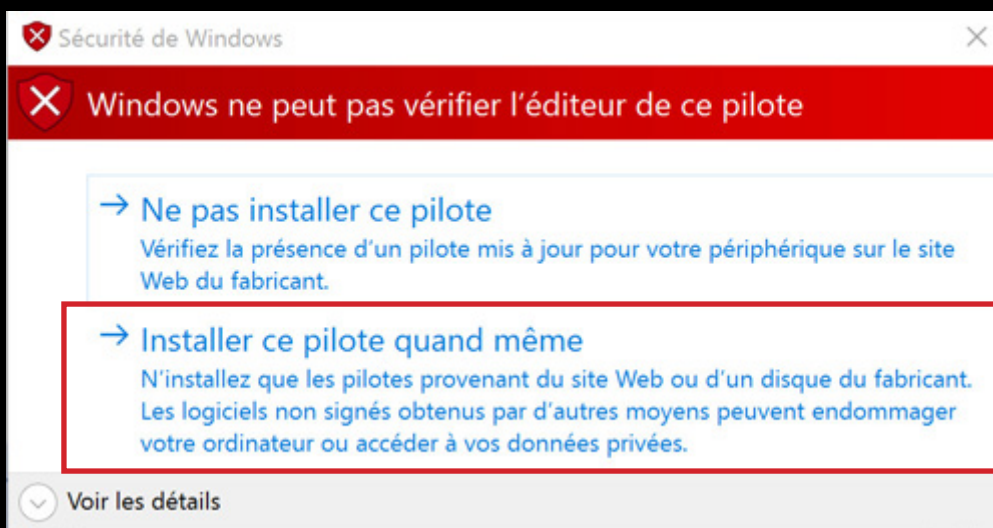 Sécurité de Windows
Windows ne peut pas vérifier l’éditeur de ce pilote
Ne pas installer ce pilote
Vérifiez la présence d’un pilote mis à jour pour votre périphérique sur le site
Web du fabricant.
Installer ce pilote quand même
N’installez que les pilotes provenant du site Web ou d’un disque du fabricant.
Les logiciels non signés obtenus par d’autres moyens peuvent endommager
votre ordinateur ou accéder à vos données privées.
Voir les détails